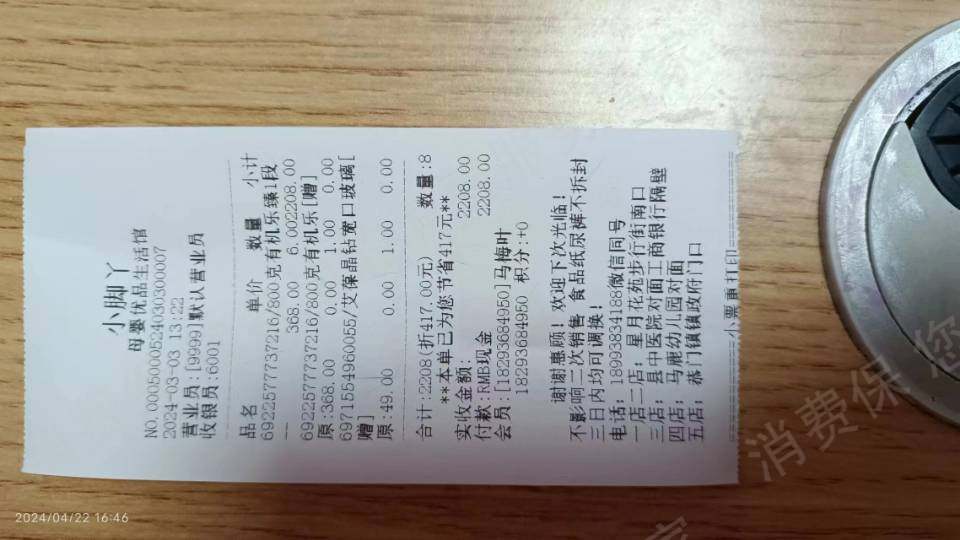 小脚丫
母婴优品生活馆
NO.00050005240303000007
2024-03-03 13:22
营业员:[9999]默认营业员
收银员:6001
品名 单价 数量 小计
6922577737216/800克有机乐臻1段
— 368.00 6.002208.00
6922577737216/800克有机乐[赠]
原:368.00 0.00 1.00 0.00
6971554960085/艾葆晶钻宽口玻璃[
赠]
原:49.00 0.00 1.00 0.00
合计:2208(折417.00元) 数量:8
**本单已为您节省417元**
实收金额: 2208.00
付款:RMB现金 2208.00
会员:[18293684950]马梅叶
18293684950 积分:+0
谢谢惠顾！欢迎下次光临！
不影响二次销售 食品纸尿裤不拆封
三日内均可调换！
电话：18993834188微信同号
一店二店：星月花苑步行街南口
三店：县中医院对面工商银行隔壁
四店：马鹿幼儿园对面
五店：恭门镇镇政府门口
小票重打印
2024/04/22 16:46
消费保
您